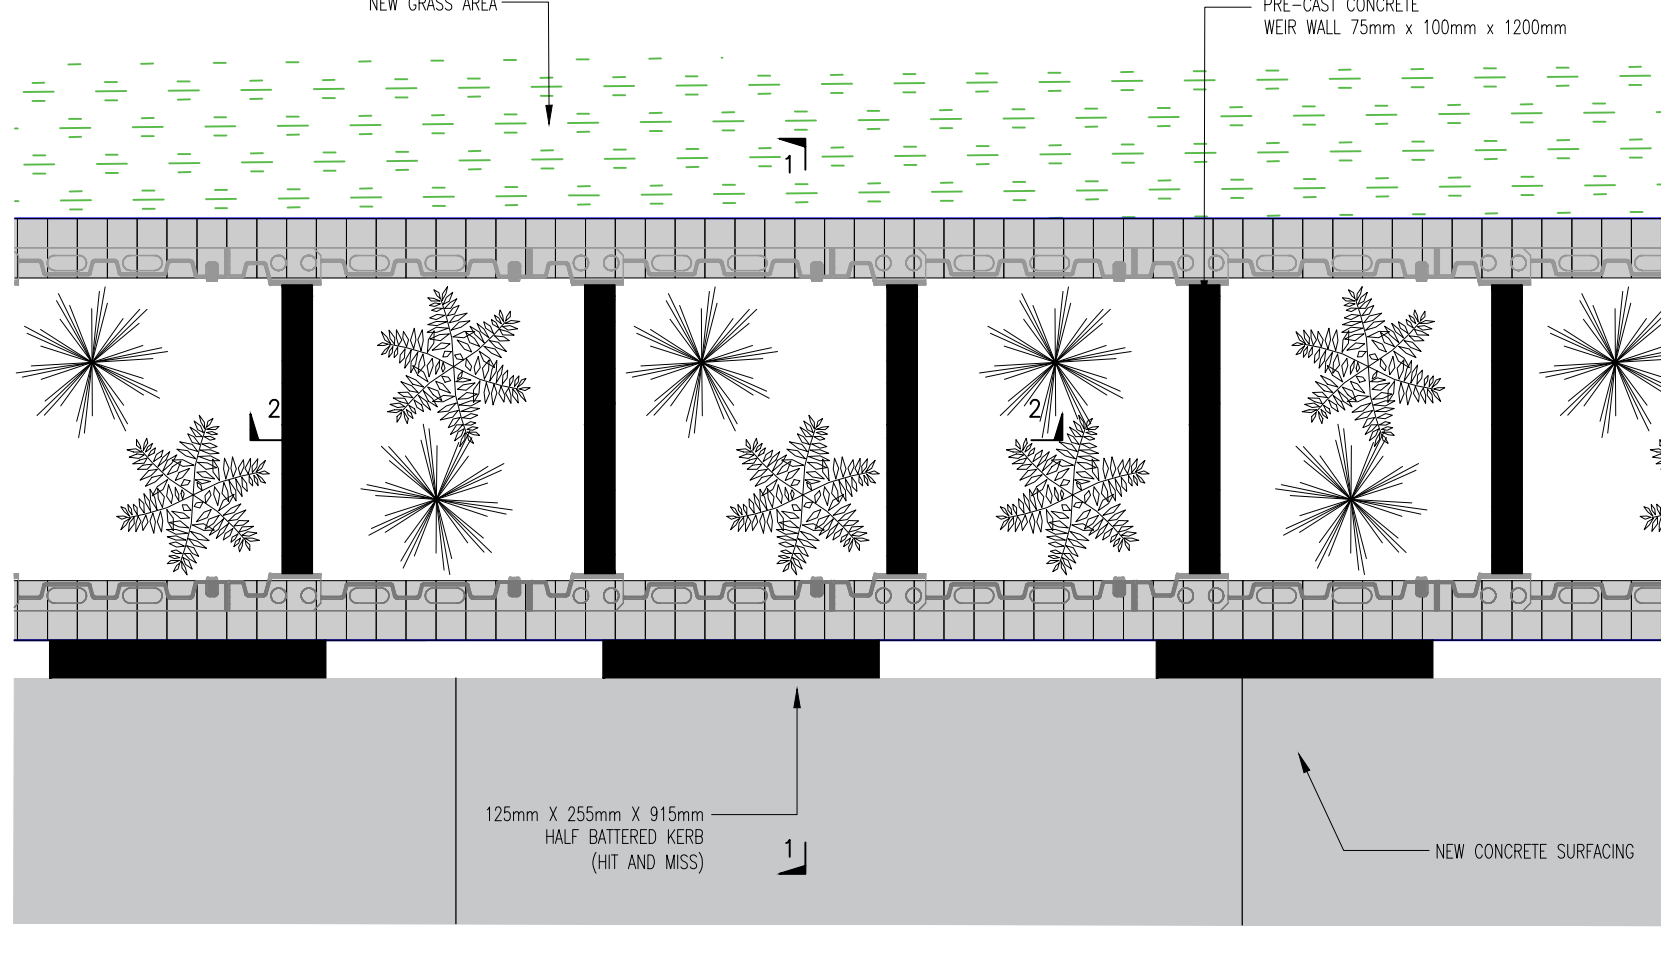 NEW GRASS AREA
PRE-CAST CONCRETE
WEIR WALL 75mm x 100mm x 1200mm
1
2
2
125mm X 255mm X 915mm
HALF BATTERED KERB
(HIT AND MISS)
1
NEW CONCRETE SURFACING